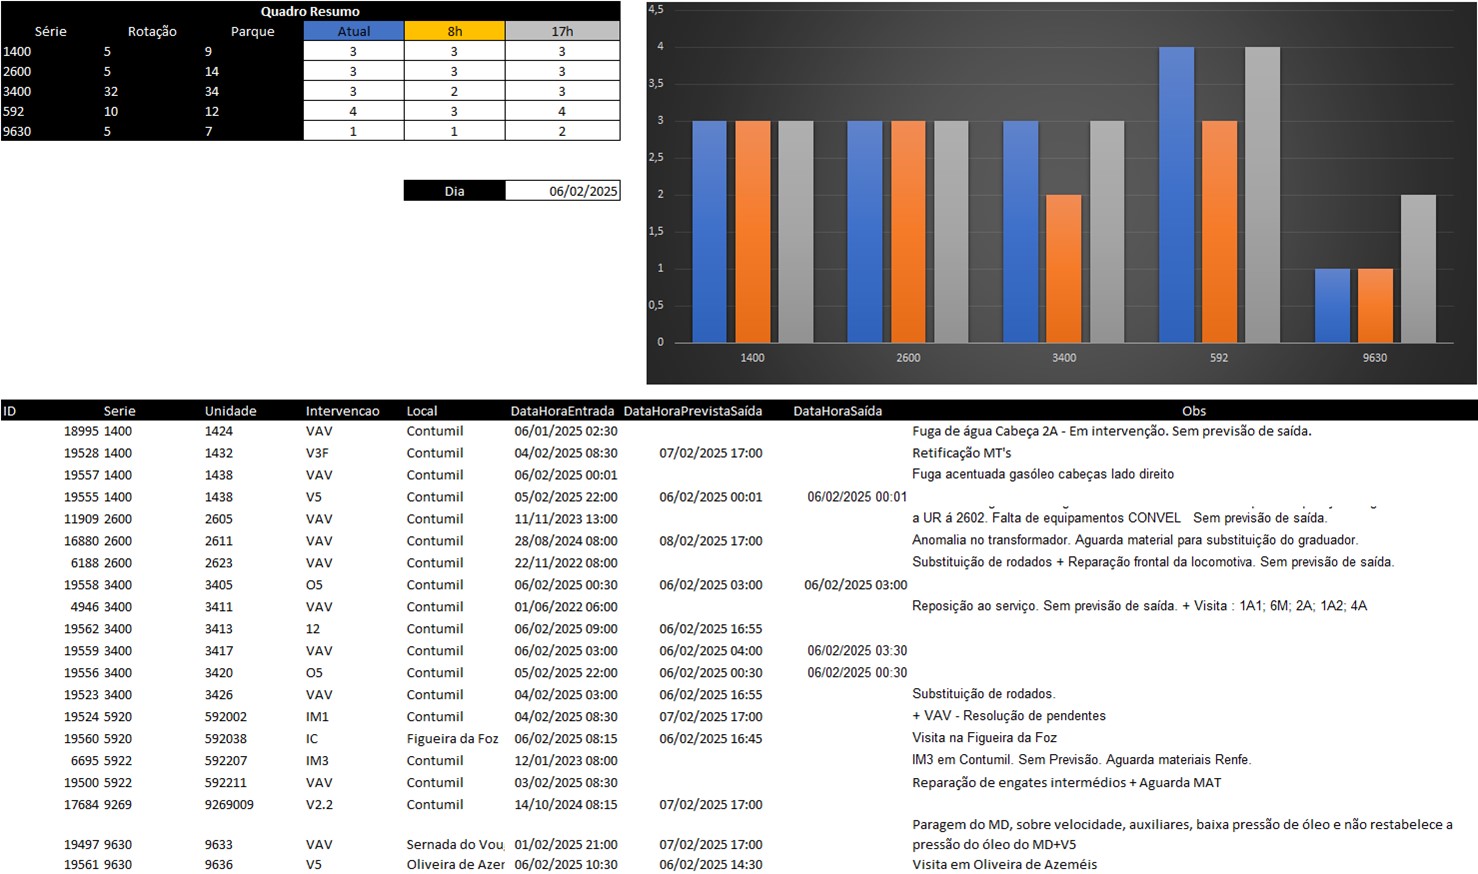 Quadro Resumo
Série Rotação Parque Atual 8h 17h
1400 5 9 3 3 3
2600 5 14 3 3 3
3400 32 34 3 2 3
592 10 12 4 3 4
9630 5 7 1 1 2
Dia 06/02/2025
4,5
4
3,5
3
2,5
2
1,5
1
0,5
0
1400 2600 3400 592 9630
ID Serie Unidade Intervencao Local DataHoraEntrada DataHoraPrevistaSaída DataHoraSaída Obs
18995 1400 1424 VAV Contumil 06/01/2025 02:30 Fuga de água Cabeça 2A - Em intervenção. Sem previsão de saída.
19528 1400 1432 V3F Contumil 04/02/2025 08:30 07/02/2025 17:00 Retificação MT's
19557 1400 1438 VAV Contumil 06/02/2025 00:01 Fuga acentuada gasóleo cabeças lado direito
19555 1400 1438 V5 Contumil 05/02/2025 22:00 06/02/2025 00:01 06/02/2025 00:01
11909 2600 2605 VAV Contumil 11/11/2023 13:00 a UR á 2602. Falta de equipamentos CONVEL Sem previsão de saída.
16880 2600 2611 VAV Contumil 28/08/2024 08:00 08/02/2025 17:00 Anomalia no transformador. Aguarda material para substituição do graduador.
6188 2600 2623 VAV Contumil 22/11/2022 08:00 Substituição de rodados + Reparação frontal da locomotiva. Sem previsão de saída.
19558 3400 3405 O5 Contumil 06/02/2025 00:30 06/02/2025 03:00 06/02/2025 03:00
4946 3400 3411 VAV Contumil 01/06/2022 06:00 Reposição ao serviço. Sem previsão de saída. + Visita : 1A1; 6M; 2A; 1A2; 4A
19562 3400 3413 12 Contumil 06/02/2025 09:00 06/02/2025 16:55
19559 3400 3417 VAV Contumil 06/02/2025 03:00 06/02/2025 04:00 06/02/2025 03:30
19556 3400 3420 O5 Contumil 05/02/2025 22:00 06/02/2025 00:30 06/02/2025 00:30
19523 3400 3426 VAV Contumil 04/02/2025 03:00 06/02/2025 16:55 Substituição de rodados.
19524 5920 592002 IM1 Contumil 04/02/2025 08:30 07/02/2025 17:00 + VAV - Resolução de pendentes
19560 5920 592038 IC Figueira da Foz 06/02/2025 08:15 06/02/2025 16:45 Visita na Figueira da Foz
6695 5922 592207 IM3 Contumil 12/01/2023 08:00 IM3 em Contumil. Sem Previsão. Aguarda materiais Renfe.
19500 5922 592211 VAV Contumil 03/02/2025 08:30 Reparação de engates intermédios + Aguarda MAT
17684 9269 9269009 V2.2 Contumil 14/10/2024 08:15 07/02/2025 17:00
Paragem do MD, sobre velocidade, auxiliares, baixa pressão de óleo e não restabelece a
19497 9630 9633 VAV Sernada do Vou 01/02/2025 21:00 07/02/2025 17:00 pressão do óleo do MD+V5
19561 9630 9636 V5 Oliveira de Azer 06/02/2025 10:30 06/02/2025 14:30 Visita em Oliveira de Azeméis